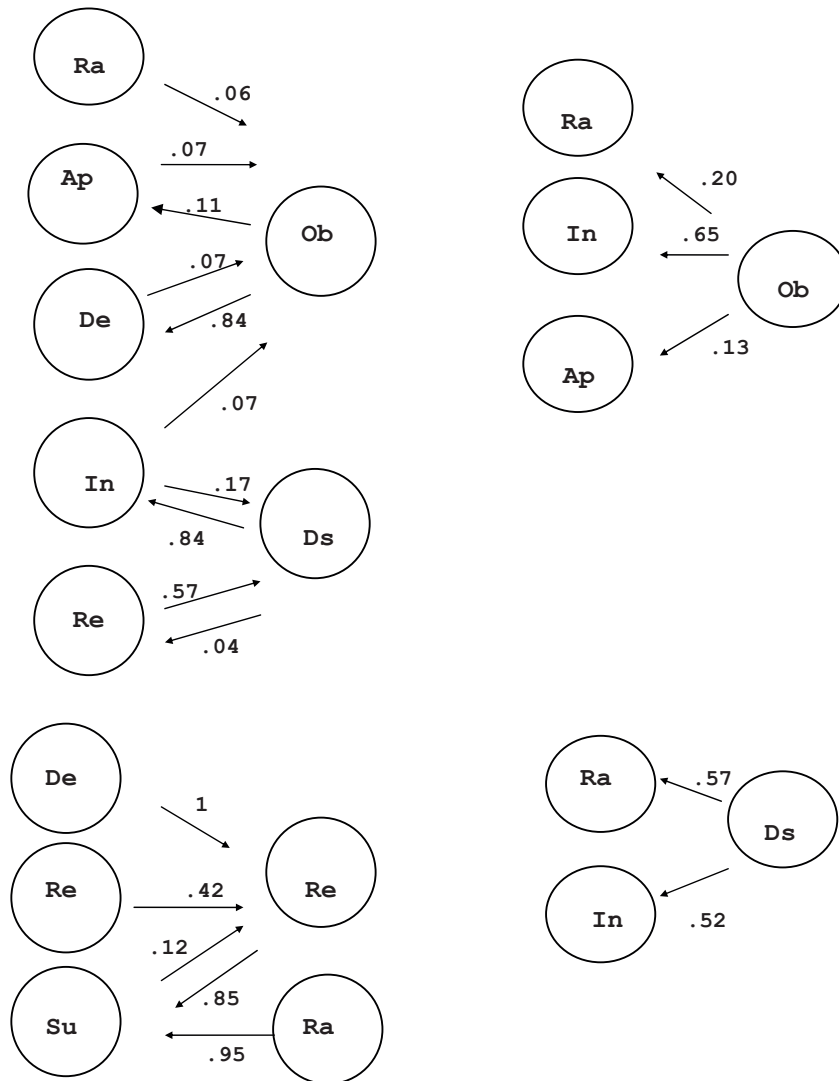 Ra
.06
.07
Ap
.11
Ob
.07
De
.84
.07
In
.17
.84
Ds
.57
Re
.04
Ra
.20
In
.65
Ob
Ap
.13
De
1
Re
.42
Re
.12
.85
Su
Ra
.95
Ra
.57
Ds
In
.52